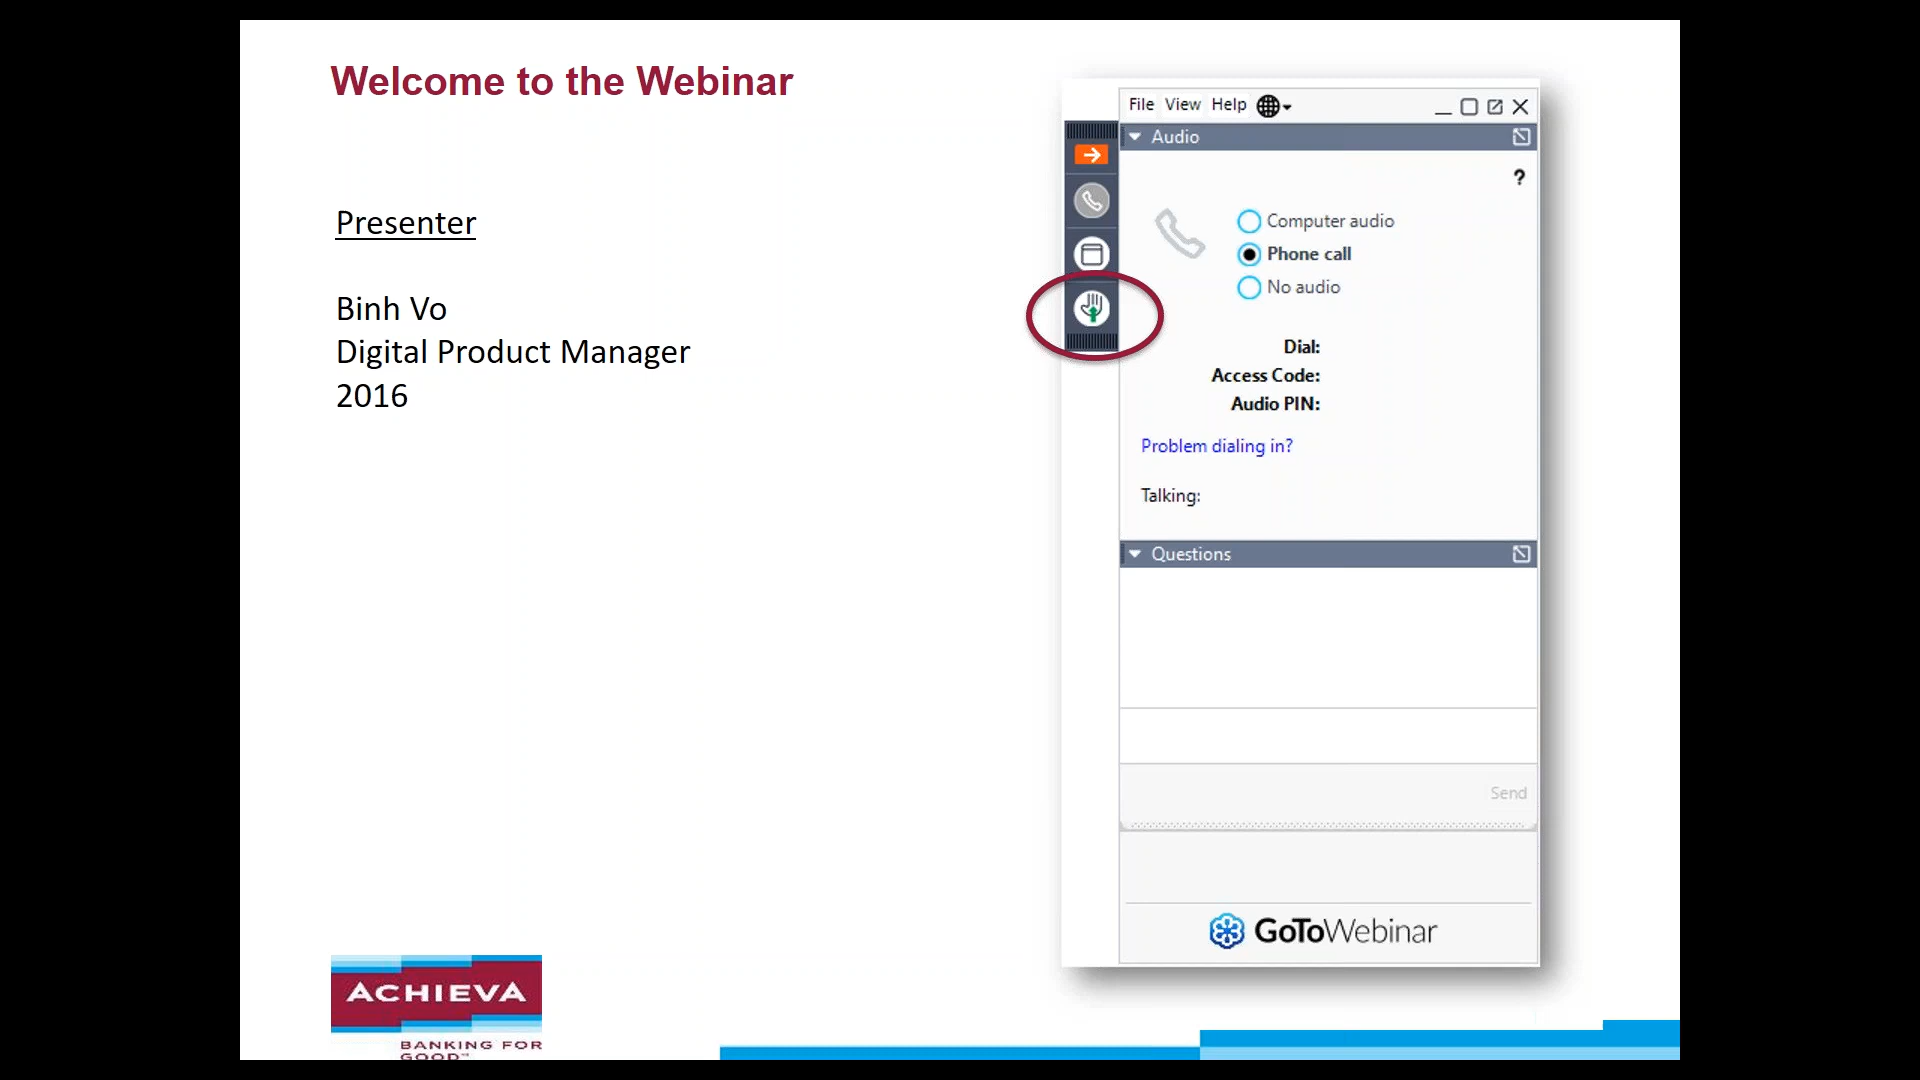 Welcome to the Webinar
Presenter
Binh Vo
Digital Product Manager
2016
File View Help
Audio
?
Computer audio
Phone call
No audio
Dial:
Access Code:
Audio PIN:
Problem dialing in?
Talking:
Questions
Send
GoToWebinar
ACHIEVA
BANKING FOR
GOOD